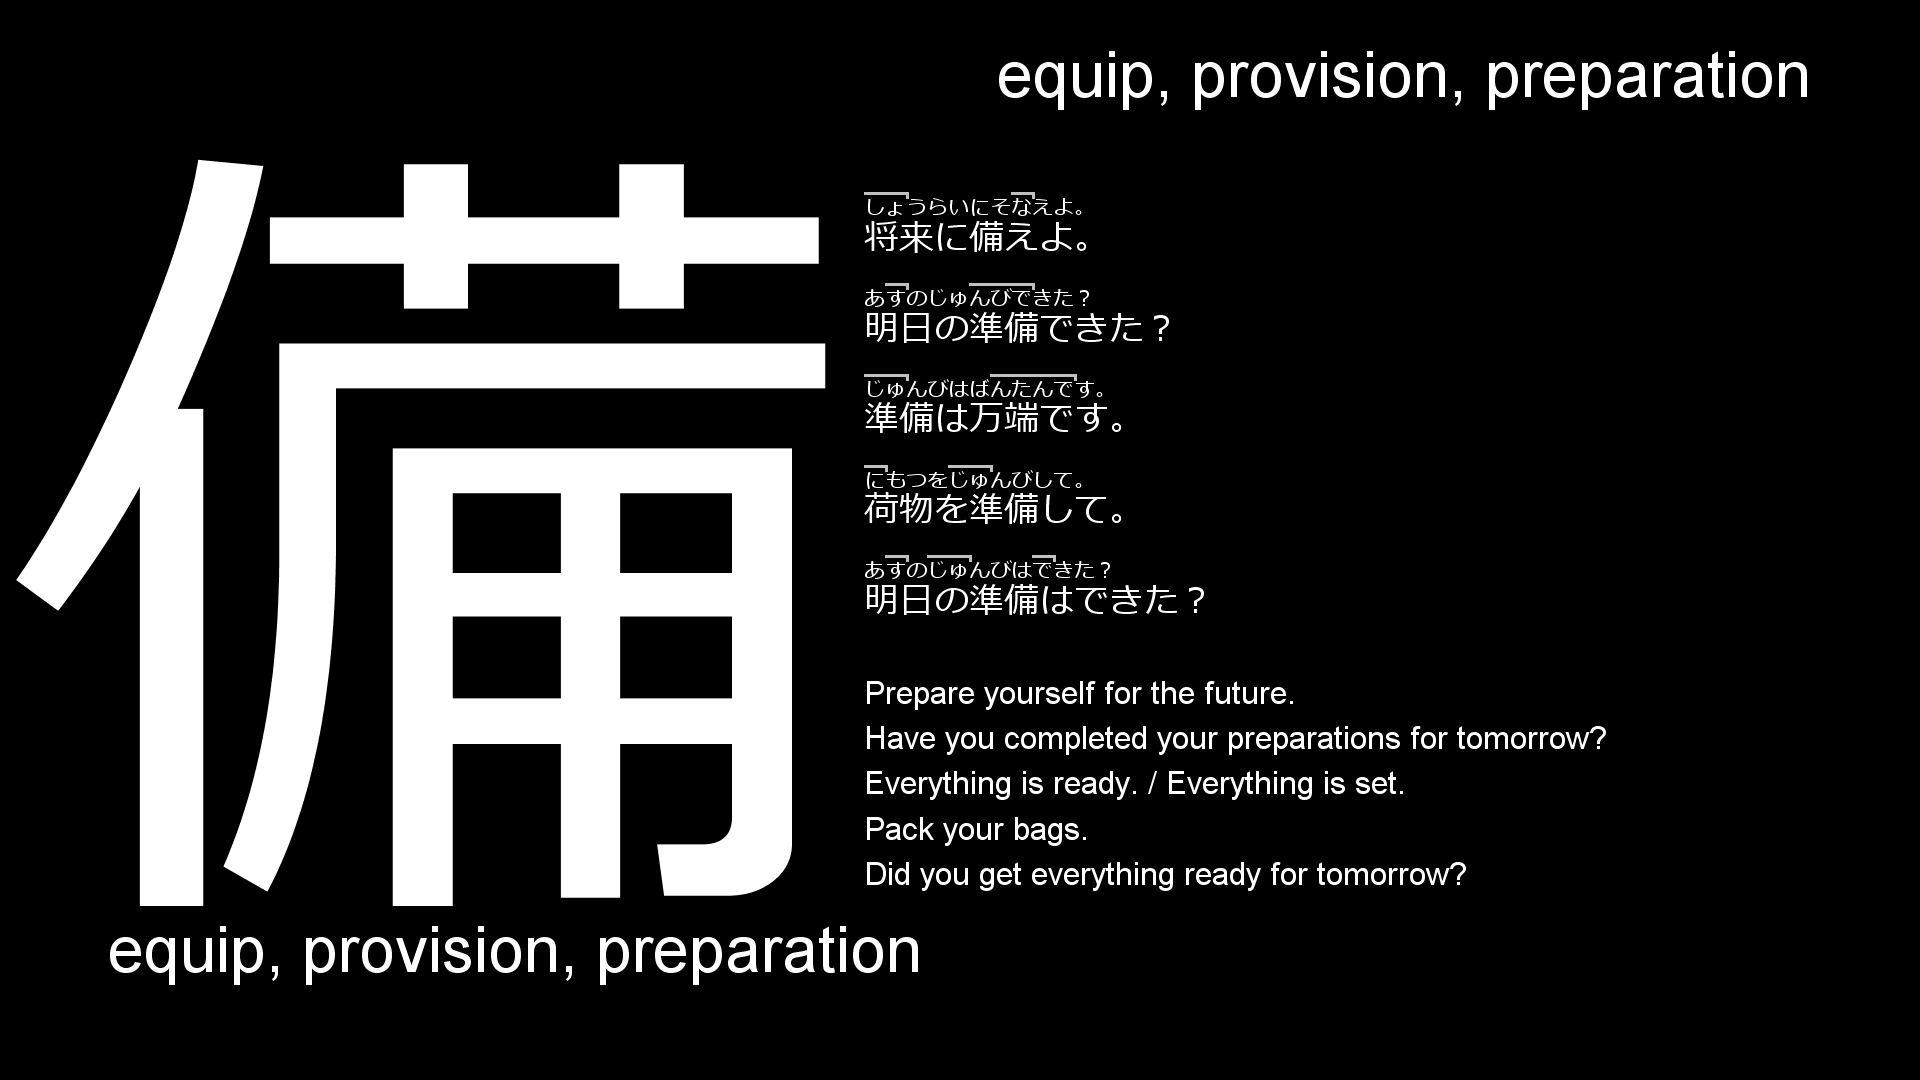 equip, provision, preparation
備
しょうらいにそなえよ。
将来に備えよ。
あすのじゅんびできた？
明日の準備できた？
じゅんびはばんたんです。
準備は万端です。
にもつをじゅんびして。
荷物を準備して。
あすのじゅんびはできた？
明日の準備はできた？
Prepare yourself for the future.
Have you completed your preparations for tomorrow?
Everything is ready. / Everything is set.
Pack your bags.
Did you get everything ready for tomorrow?
equip, provision, preparation